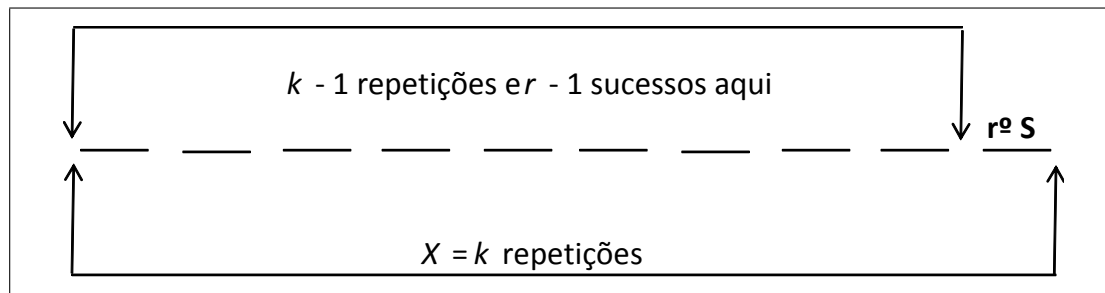 k - 1 repetições e r - 1 sucessos aqui
rº S
X = k repetições